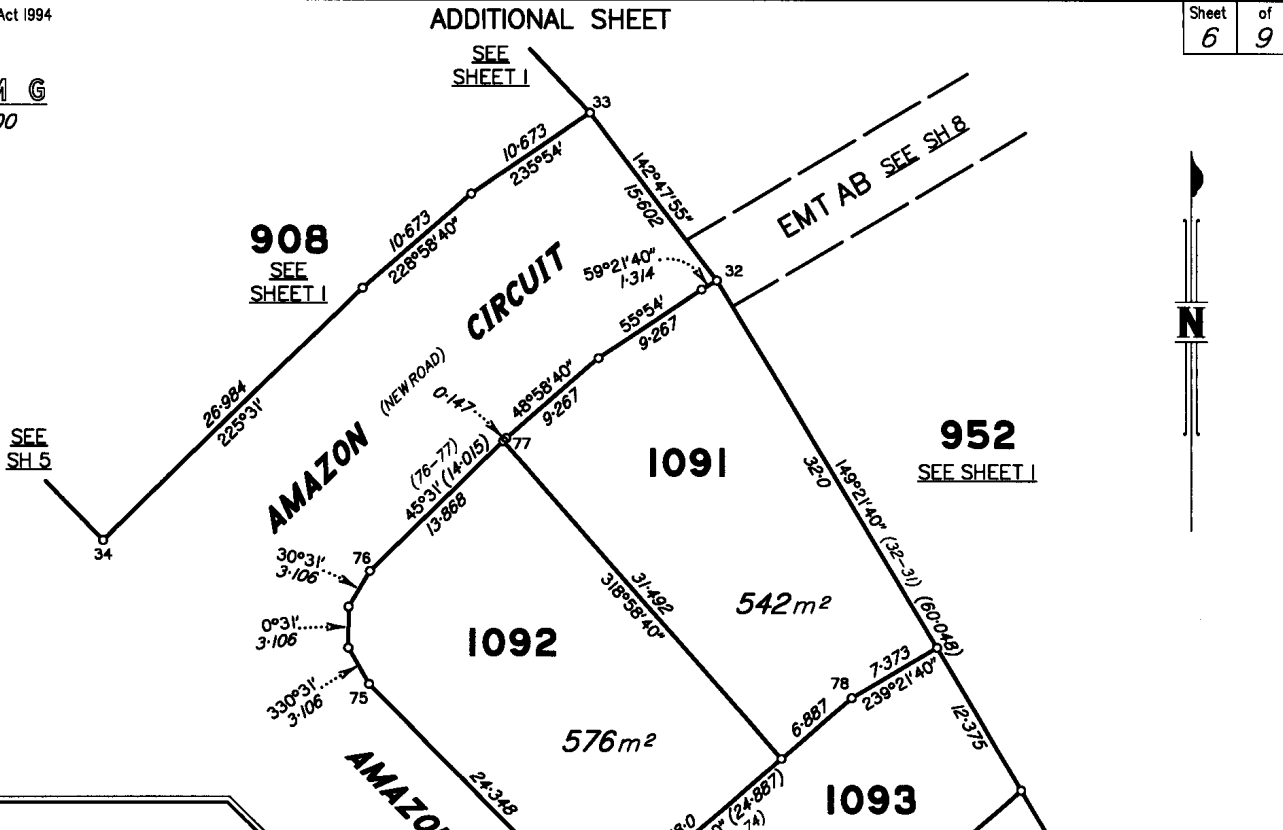 Act 1994
ADDITIONAL SHEET
Sheet of
6 9
SEE
SHEET 1
G
00
33
10·673
235°54'
142°47'55"
15·602
EMT AB SEE SH 8
908
SEE
SHEET 1
10·673
228°58'40"
AMAZON CIRCUIT
(NEW ROAD)
59°21'40"
1·314
32
55°54'
9·267
48°58'40"
9·267
0·147
77
N
26·984
225°31'
SEE
SH 5
34
(76–77)
45°31' (14·015)
13·868
1091
952
SEE SHEET 1
32·0
149°21'40" (32–31) (60·048)
76
30°31'
3·106
0°31'
3·106
330°31'
3·106
75
1092
31·492
318°58'40"
542m²
7·373
239°21'40"
78
6·887
12·375
576m²
24·348
AMAZON
1093
(24·887)
74)